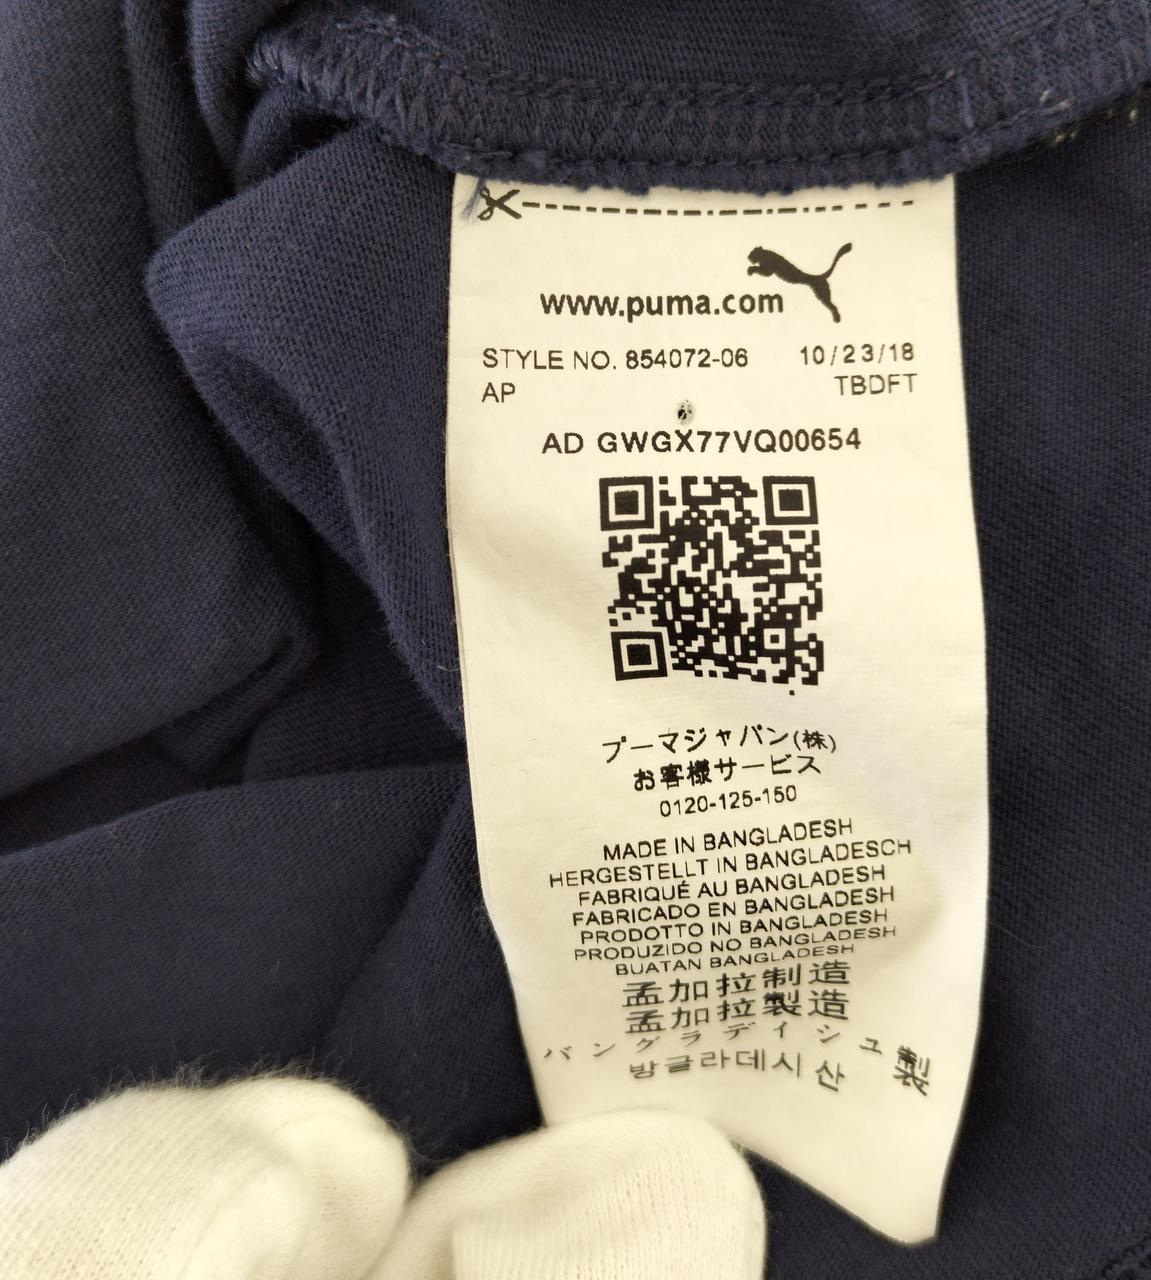 www.puma.com
STYLE NO. 854072-06 10/23/18
AP TBDFT
AD GWGX77VQ00654
プーマジャパン(株)
お客様サービス
0120-125-150
MADE IN BANGLADESH
HERGESTELLT IN BANGLADESCH
FABRIQUÉ AU BANGLADESH
FABRICADO EN BANGLADESH
PRODOTTO IN BANGLADESH
PRODUZIDO NO BANGLADESH
BUATAN BANGLADESH
孟加拉制造
孟加拉製造
バングラデイシュ製
방글라데시산